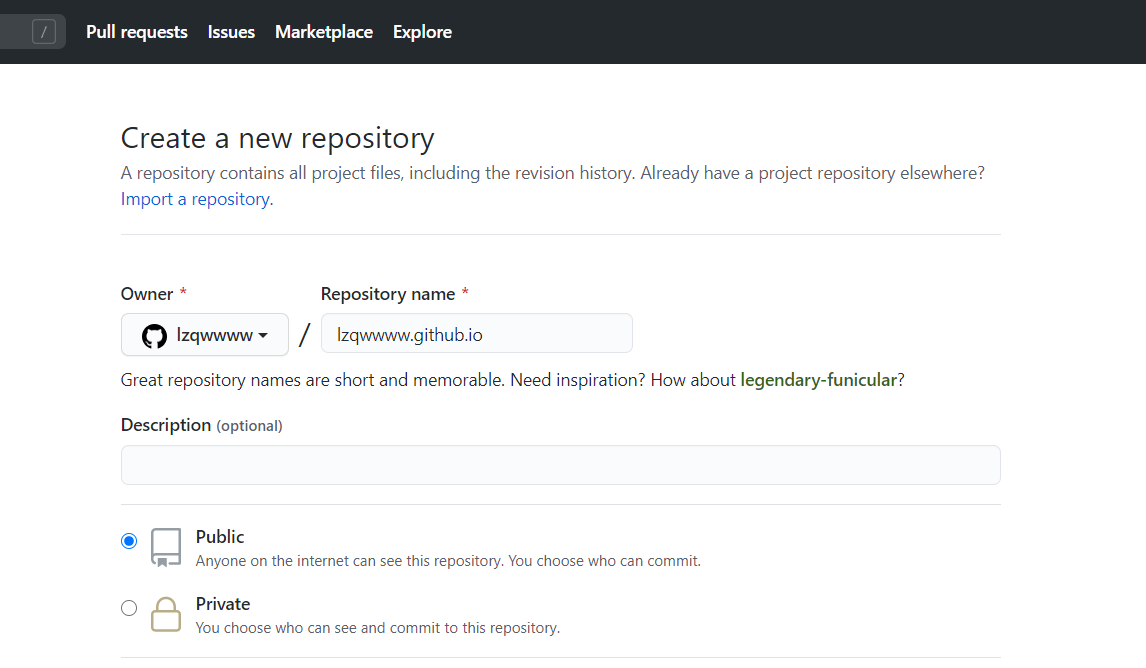 / Pull requests Issues Marketplace Explore
Create a new repository
A repository contains all project files, including the revision history. Already have a project repository elsewhere?
Import a repository.
Owner * Repository name *
lzqwwww / lzqwwww.github.io
Great repository names are short and memorable. Need inspiration? How about legendary-funicular?
Description (optional)
Public
Anyone on the internet can see this repository. You choose who can commit.
Private
You choose who can see and commit to this repository.